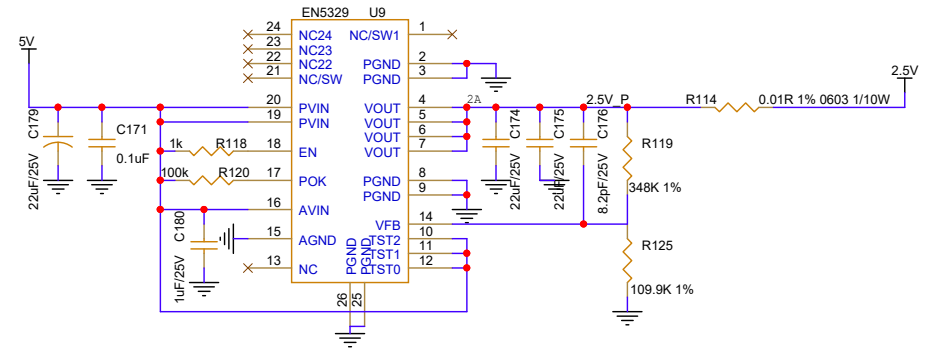 EN5329 U9
5V
24 NC24
23 NC23
22 NC22
21 NC/SW
20 PVIN
19 PVIN
18 EN
17 POK
16 AVIN
15 AGND
13 NC
NC/SW1 1
PGND 2
PGND 3
VOUT 4
VOUT 5
VOUT 6
VOUT 7
PGND 8
PGND 9
VFB 14
TST2 10
TST1 11
TST0 12
PGND 26
PGND 25
C179
22uF/25V
C171
0.1uF
1k R118
100k R120
C180
1uF/25V
2A
C174
22uF/25V
C175
22uF/25V
C176
8.2pF/25V
2.5V_P
R114 0.01R 1% 0603 1/10W
2.5V
R119
348K 1%
R125
109.9K 1%